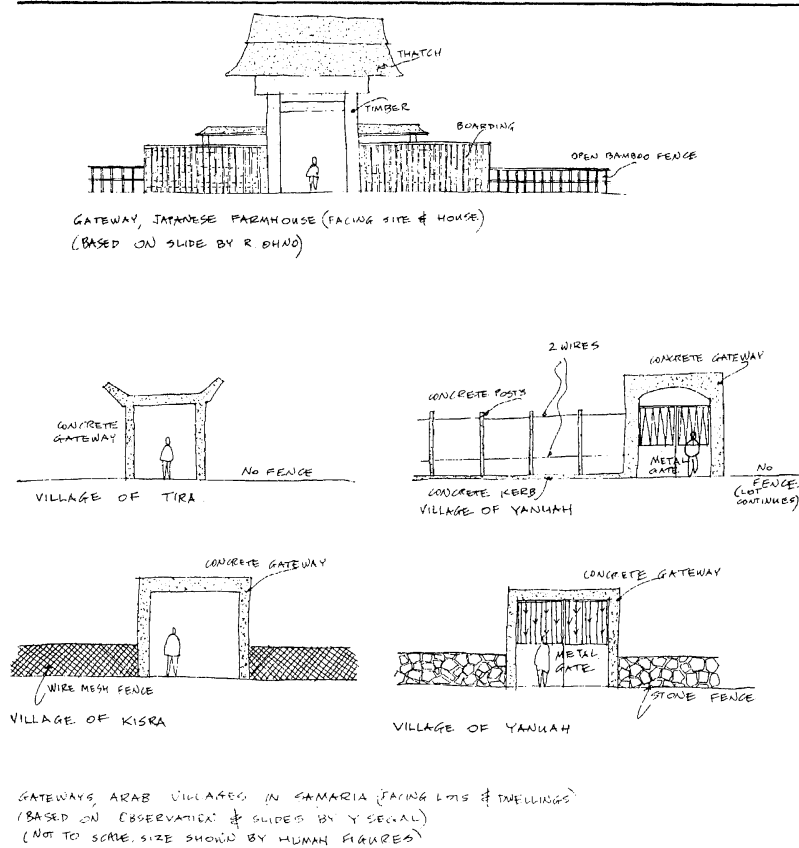 THATCH
TIMBER
BOARDING
OPEN BAMBOO FENCE
GATEWAY, JAPANESE FARMHOUSE (FACING SITE & HOUSE)
(BASED ON SLIDE BY R. OHNO)
2 WIRES
CONCRETE GATEWAY
CONCRETE POSTS
CONCRETE
GATEWAY
METAL
GATE
NO FENCE
NO
FENCE
(LOT
CONTINUES)
CONCRETE KERB
VILLAGE OF TIRA
VILLAGE OF YANUAH
CONCRETE GATEWAY
CONCRETE GATEWAY
METAL
GATE
WIRE MESH FENCE
STONE FENCE
VILLAGE OF KISRA
VILLAGE OF YANUAH
GATEWAYS, ARAB VILLAGES IN SAMARIA (FACING LOTS & DWELLINGS)
(BASED ON OBSERVATION & SLIDES BY Y SEGAL)
(NOT TO SCALE. SIZE SHOWN BY HUMAN FIGURES)